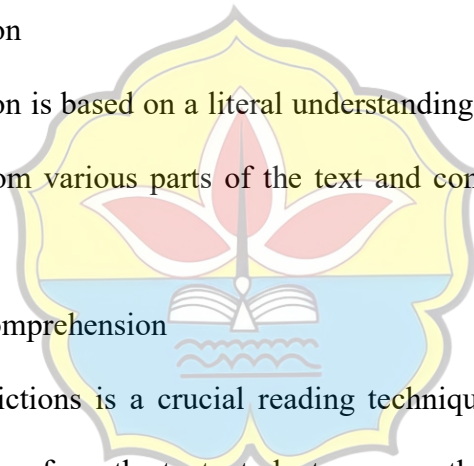 on
on is based on a literal understanding
om various parts of the text and con
omprehension
ictions is a crucial reading techniqu